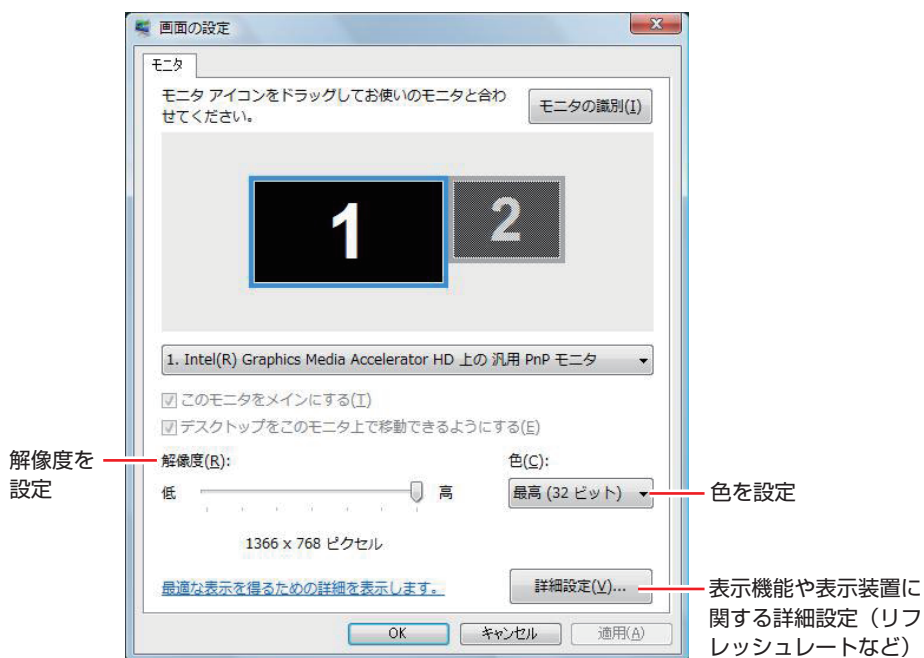 画面の設定
モニタ
モニタ アイコンをドラッグしてお使いのモニタと合わ
せてください。
モニタの識別(I)
1
2
1. Intel(R) Graphics Media Accelerator HD 上の 汎用 PnP モニタ
このモニタをメインにする(T)
デスクトップをこのモニタ上で移動できるようにする(E)
解像度を
設定
解像度(R):
低
高
1366 x 768 ピクセル
色(C):
最高 (32 ビット)
色を設定
最適な表示を得るための詳細を表示します。
詳細設定(V)...
表示機能や表示装置に
関する詳細設定（リフ
レッシュレートなど）
OK
キャンセル
適用(A)